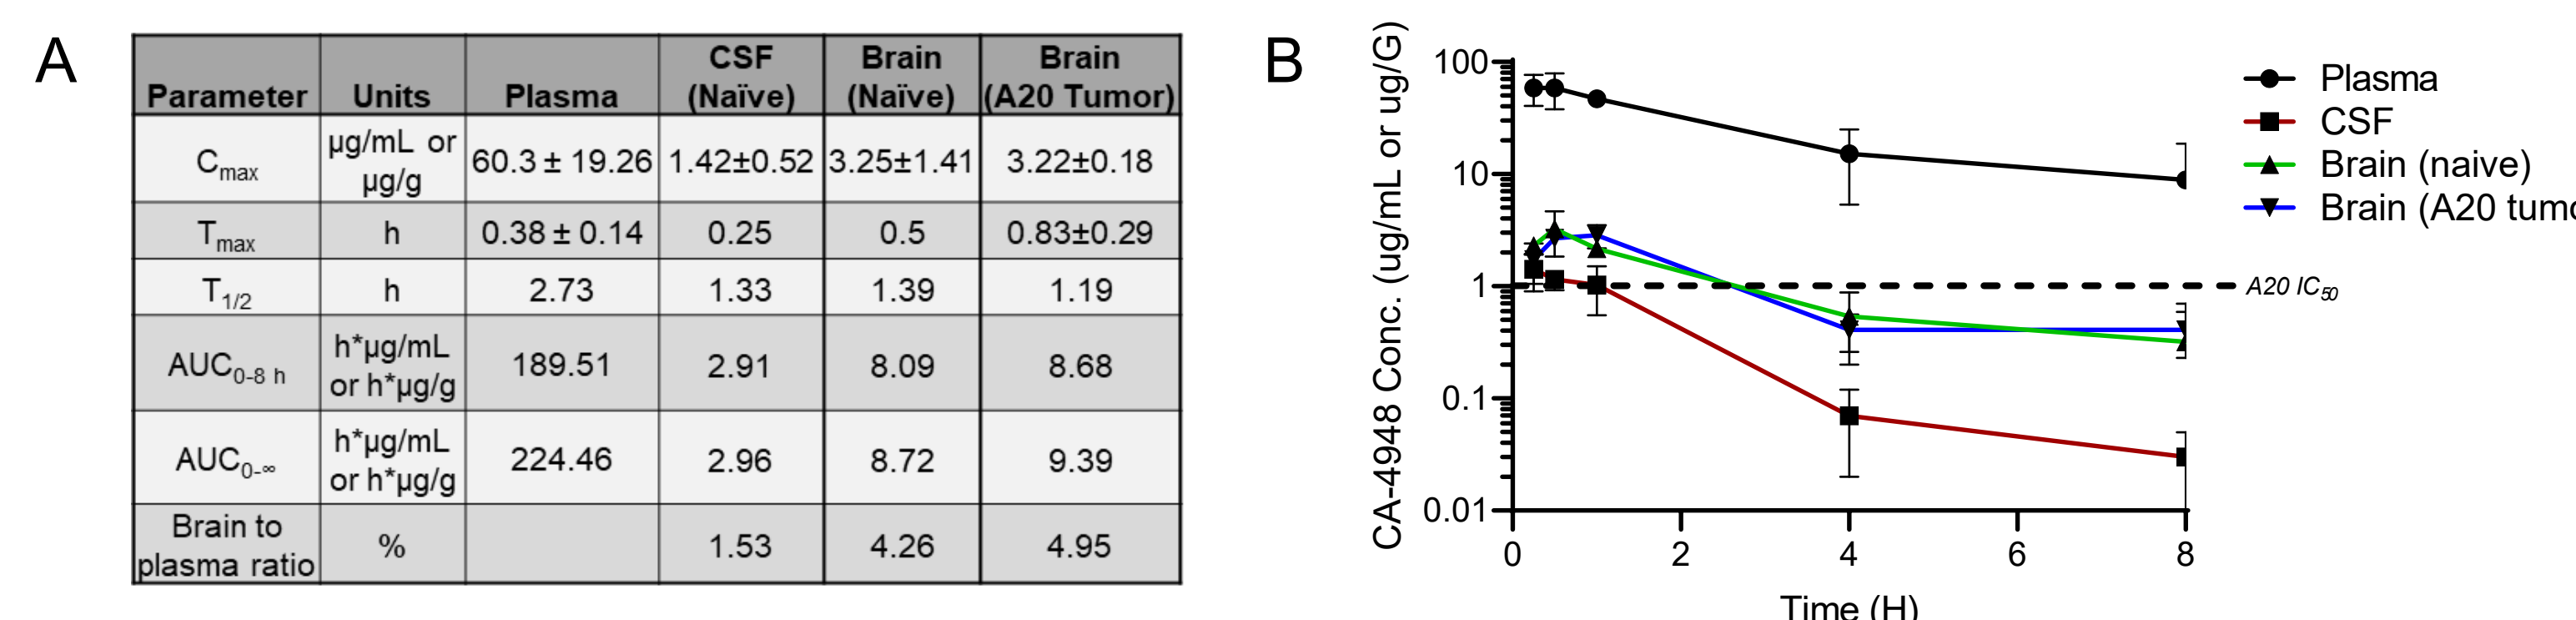 A
Parameter Units Plasma CSF (Naïve) Brain (Naïve) Brain (A20 Tumor)
Cmax µg/mL or µg/g 60.3 ± 19.26 1.42±0.52 3.25±1.41 3.22±0.18
Tmax h 0.38 ± 0.14 0.25 0.5 0.83±0.29
T1/2 h 2.73 1.33 1.39 1.19
AUC0-8 h h*µg/mL or h*µg/g 189.51 2.91 8.09 8.68
AUC0-∞ h*µg/mL or h*µg/g 224.46 2.96 8.72 9.39
Brain to plasma ratio % 1.53 4.26 4.95
B
CA-4948 Conc. (ug/mL or ug/G)
100
10
1
0.1
0.01
0 2 4 6 8
Time (H)
A20 IC50
Plasma
CSF
Brain (naive)
Brain (A20 tumo